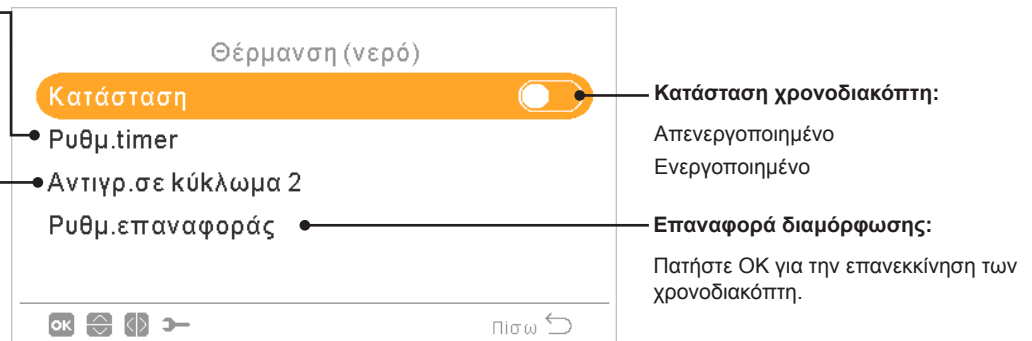 Θέρμανση (νερό)
Κατάσταση
Ρυθμ.timer
Αντιγρ.σε kύκλωμα 2
Ρυθμ.επαναφοράς
OK
Πίσω
Κατάσταση χρονοδιακόπτη:
Απενεργοποιημένο
Ενεργοποιημένο
Επαναφορά διαμόρφωσης:
Πατήστε OK για την επανεκκίνηση των
χρονοδιακόπτη.